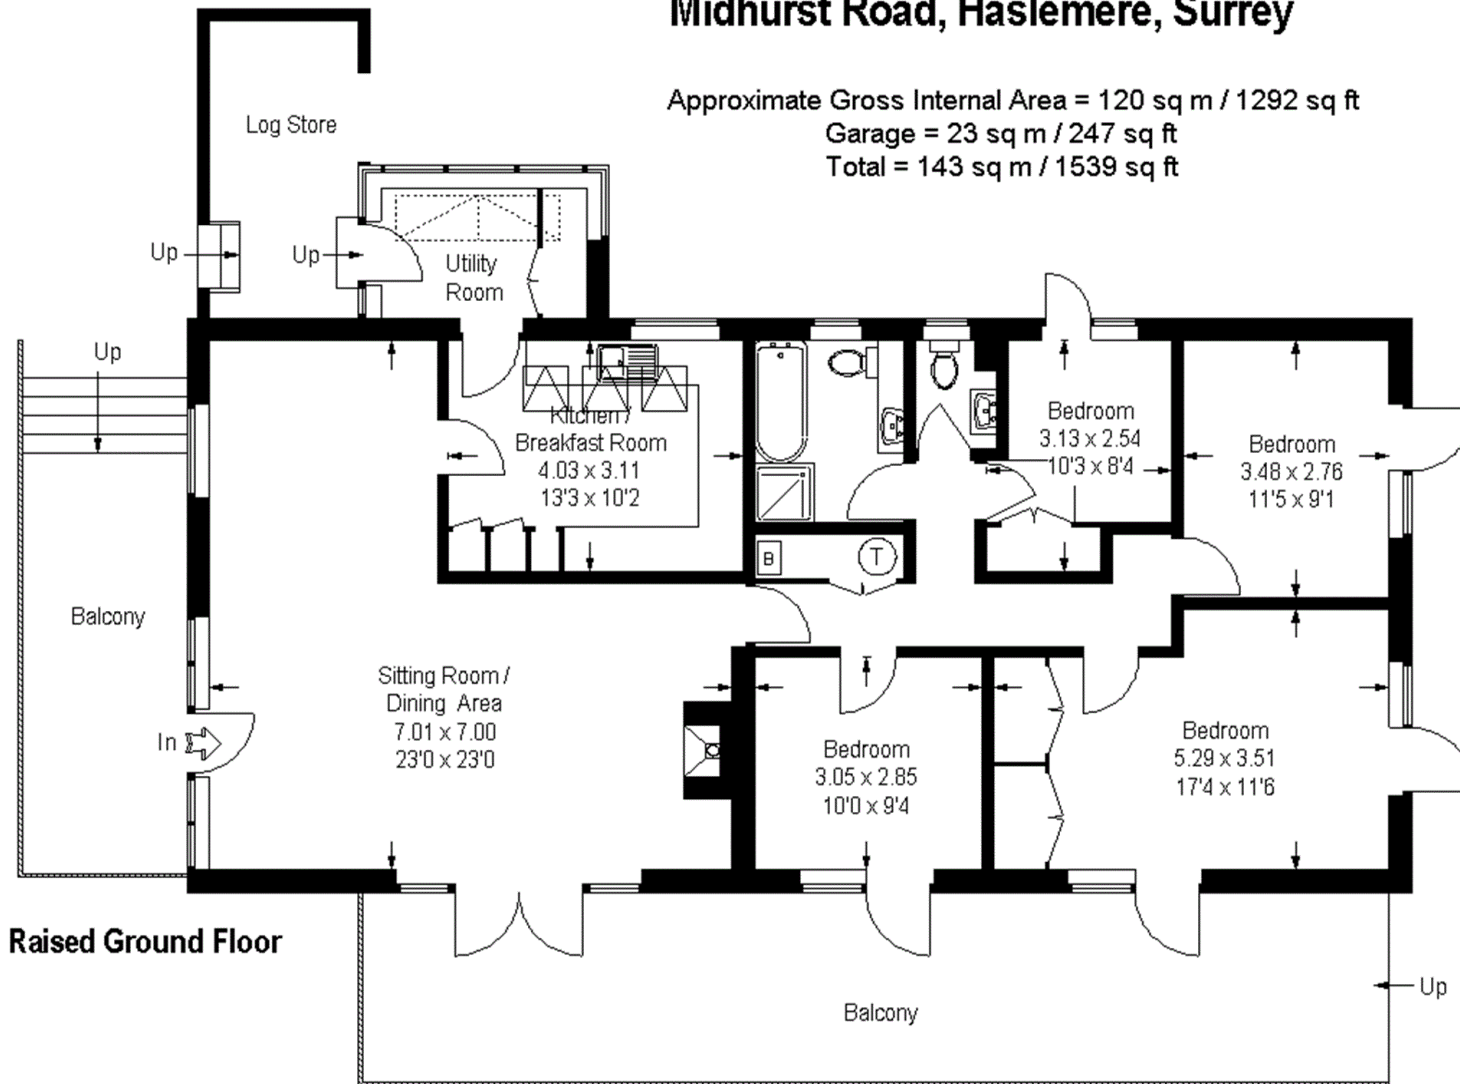 Midhurst Road, Haslemere, Surrey
Approximate Gross Internal Area = 120 sq m / 1292 sq ft
Garage = 23 sq m / 247 sq ft
Total = 143 sq m / 1539 sq ft
Log Store
Up
Up
Utility
Room
Up
Kitchen /
Breakfast Room
4.03 x 3.11
13'3 x 10'2
Bedroom
3.13 x 2.54
10'3 x 8'4
Bedroom
3.48 x 2.76
11'5 x 9'1
B
T
Balcony
Sitting Room /
Dining Area
7.01 x 7.00
23'0 x 23'0
In
Bedroom
3.05 x 2.85
10'0 x 9'4
Bedroom
5.29 x 3.51
17'4 x 11'6
Raised Ground Floor
Balcony
Up